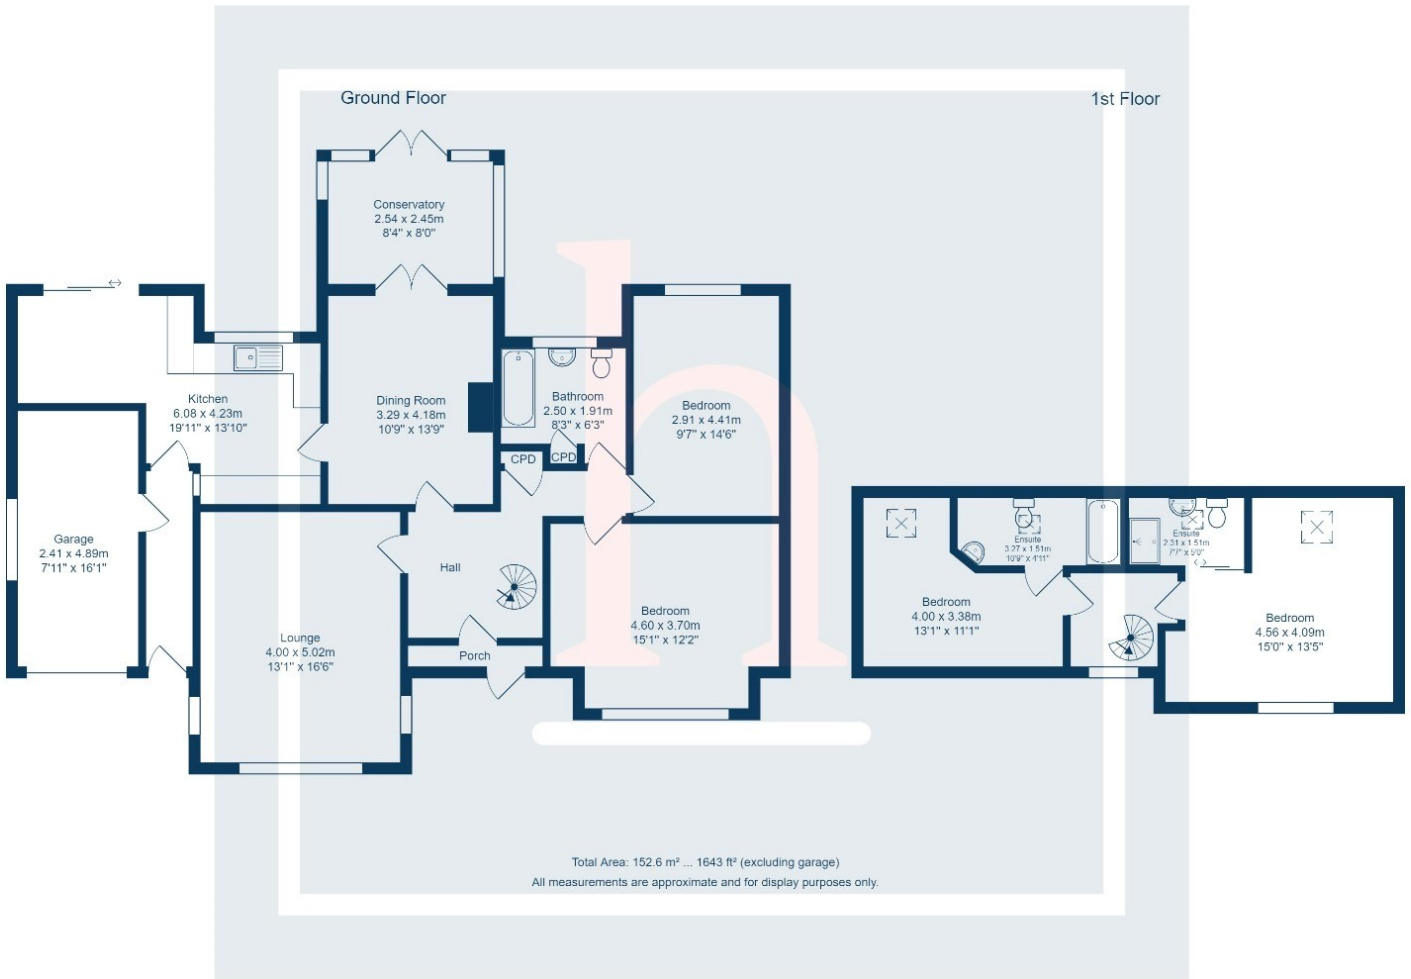 Ground Floor
1st Floor
Conservatory
2.54 x 2.45m
8'4" x 8'0"
Kitchen
6.08 x 4.23m
19'11" x 13'10"
Dining Room
3.29 x 4.18m
10'9" x 13'9"
Bathroom
2.50 x 1.91m
8'3" x 6'3"
CPD
CPD
Bedroom
2.91 x 4.41m
9'7" x 14'6"
Garage
2.41 x 4.89m
7'11" x 16'1"
Hall
Lounge
4.00 x 5.02m
13'1" x 16'6"
Porch
Bedroom
4.60 x 3.70m
15'1" x 12'2"
Ensuite
3.27 x 1.51m
10'9" x 4'11"
Ensuite
2.31 x 1.51m
7'7" x 5'0"
Bedroom
4.00 x 3.38m
13'1" x 11'1"
Bedroom
4.56 x 4.09m
15'0" x 13'5"
h
Total Area: 152.6 m² ... 1643 ft² (excluding garage)
All measurements are approximate and for display purposes only.